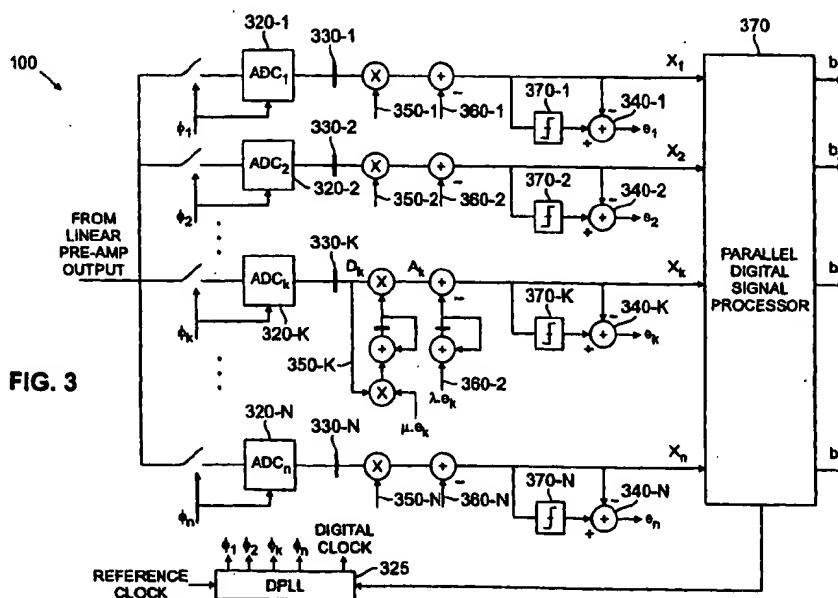 320-1
330-1
370
100
ADC1
X
+
−
X1
b
ϕ1
350-1
360-1
370-1
−
340-1
+
+
e1
330-2
X2
b
ADC2
X
+
−
ϕ2
320-2
350-2
360-2
370-2
−
340-2
+
+
e2
FROM
LINEAR
PRE-AMP
OUTPUT
330-K
Dk
Ak
Xk
b
ADCk
X
+
−
PARALLEL
DIGITAL
SIGNAL
PROCESSOR
ϕk
320-K
370-K
−
340-K
+
+
ek
+
+
350-K
360-2
λ.ek
X
μ.ek
FIG. 3
320-N
330-N
ADCn
X
+
−
Xn
b
ϕn
350-N
360-N
370-N
−
340-N
+
+
en
ϕ1 ϕ2 ϕk ϕn
DIGITAL
CLOCK
325
REFERENCE
CLOCK
DPLL